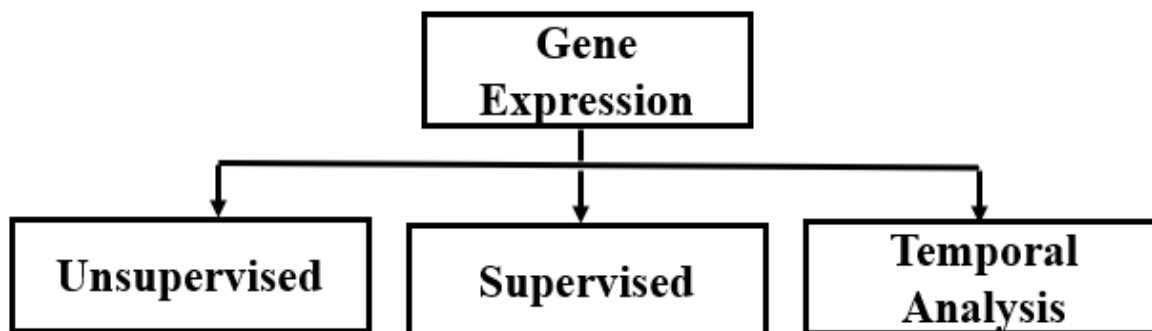 Gene
Expression
Unsupervised
Supervised
Temporal
Analysis